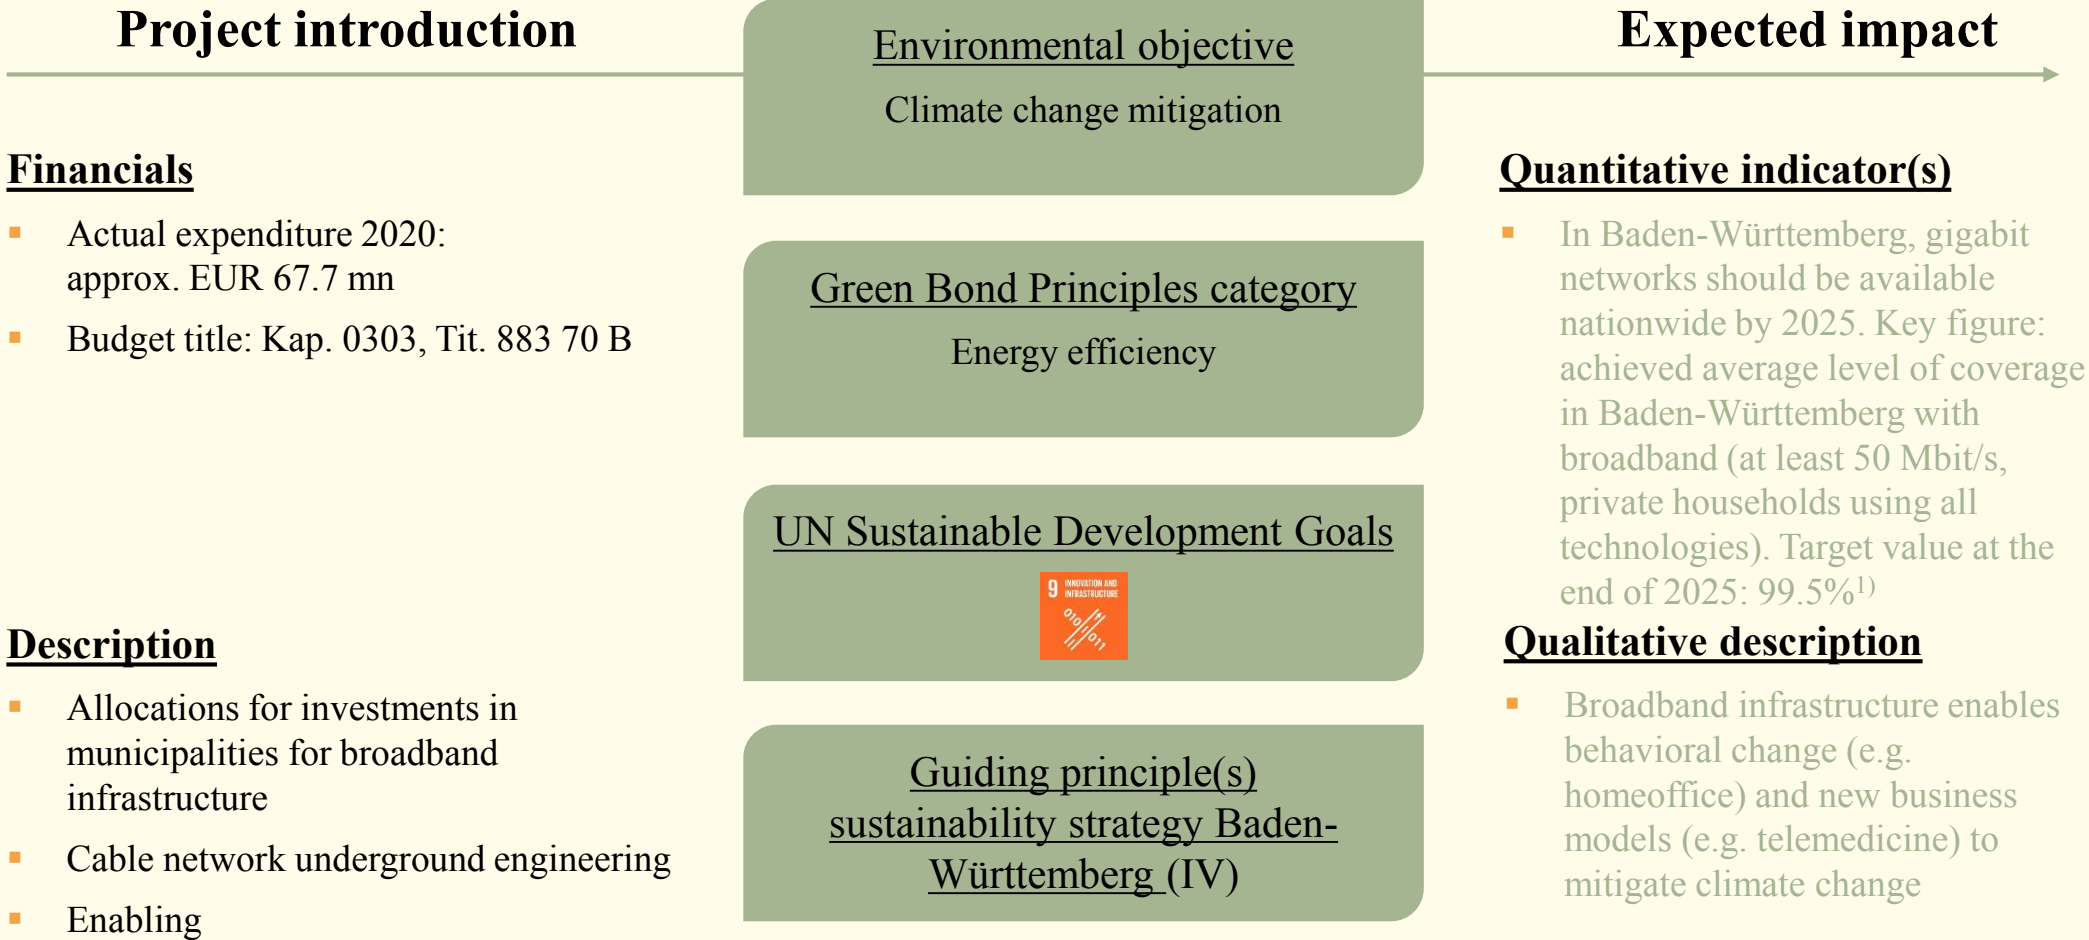 Project introduction
Financials
▪ Actual expenditure 2020:
approx. EUR 67.7 mn
▪ Budget title: Kap. 0303, Tit. 883 70 B
Description
▪ Allocations for investments in
municipalities for broadband
infrastructure
▪ Cable network underground engineering
▪ Enabling
Environmental objective
Climate change mitigation
Green Bond Principles category
Energy efficiency
UN Sustainable Development Goals
9 INNOVATION AND
INFRASTRUCTURE
010
011
Guiding principle(s)
sustainability strategy Baden-
Württemberg (IV)
Expected impact
Quantitative indicator(s)
▪ In Baden-Württemberg, gigabit
networks should be available
nationwide by 2025. Key figure:
achieved average level of coverage
in Baden-Württemberg with
broadband (at least 50 Mbit/s,
private households using all
technologies). Target value at the
end of 2025: 99.5%1)
Qualitative description
▪ Broadband infrastructure enables
behavioral change (e.g.
homeoffice) and new business
models (e.g. telemedicine) to
mitigate climate change